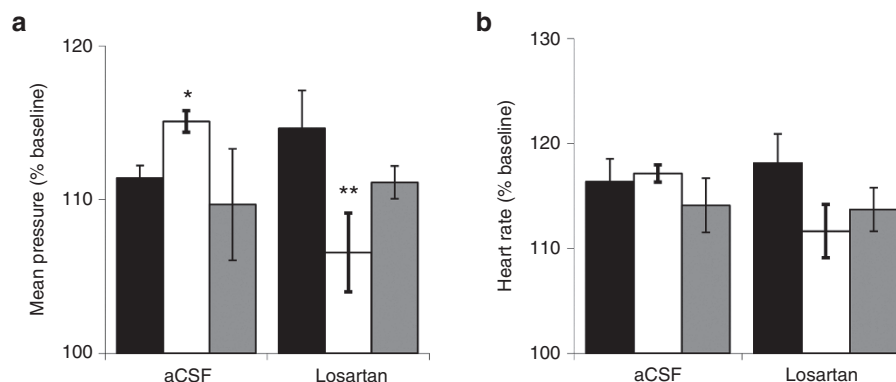 a
120
110
100
Mean pressure (% baseline)
*
**
aCSF
Losartan
b
130
120
110
100
Heart rate (% baseline)
aCSF
Losartan